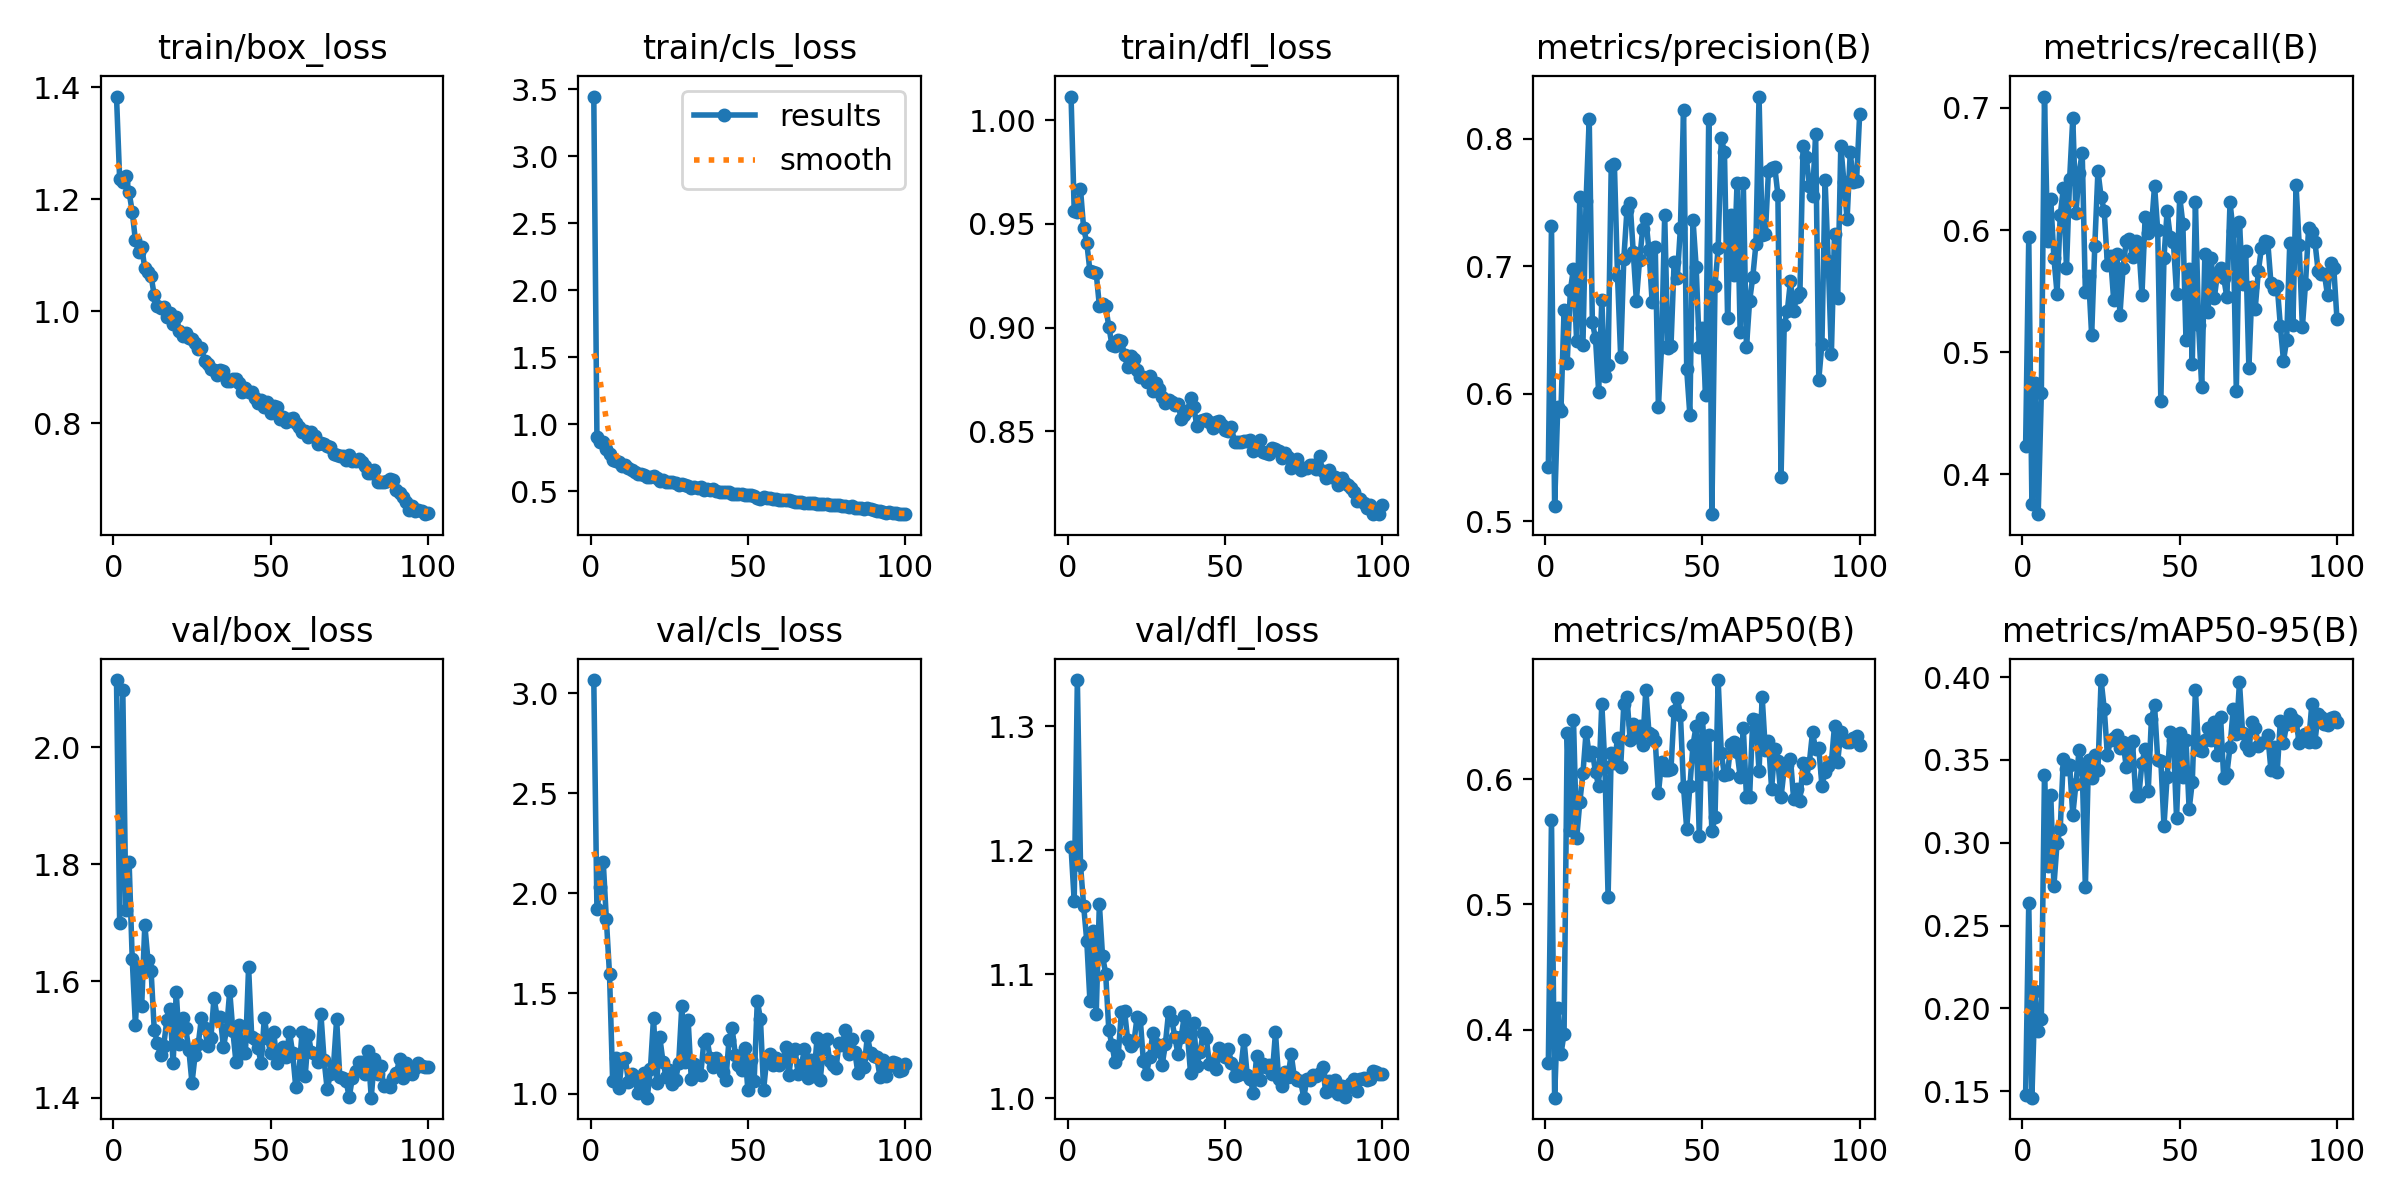 train/box_loss
1.4
1.2
1.0
0.8
0 50 100
train/cls_loss
3.5
3.0
2.5
2.0
1.5
1.0
0.5
results
smooth
0 50 100
train/dfl_loss
1.00
0.95
0.90
0.85
0 50 100
metrics/precision(B)
0.8
0.7
0.6
0.5
0 50 100
metrics/recall(B)
0.7
0.6
0.5
0.4
0 50 100
val/box_loss
2.0
1.8
1.6
1.4
0 50 100
val/cls_loss
3.0
2.5
2.0
1.5
1.0
0 50 100
val/dfl_loss
1.3
1.2
1.1
1.0
0 50 100
metrics/mAP50(B)
0.6
0.5
0.4
0 50 100
metrics/mAP50-95(B)
0.40
0.35
0.30
0.25
0.20
0.15
0 50 100